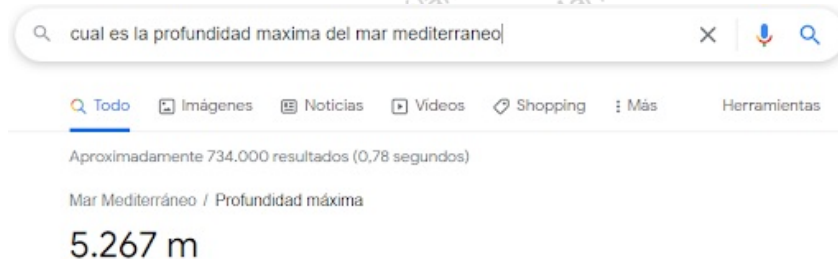 cual es la profundidad maxima del mar mediterraneo
Todo Imágenes Noticias Vídeos Shopping Más Herramientas
Aproximadamente 734.000 resultados (0,78 segundos)
Mar Mediterráneo / Profundidad máxima
5.267 m